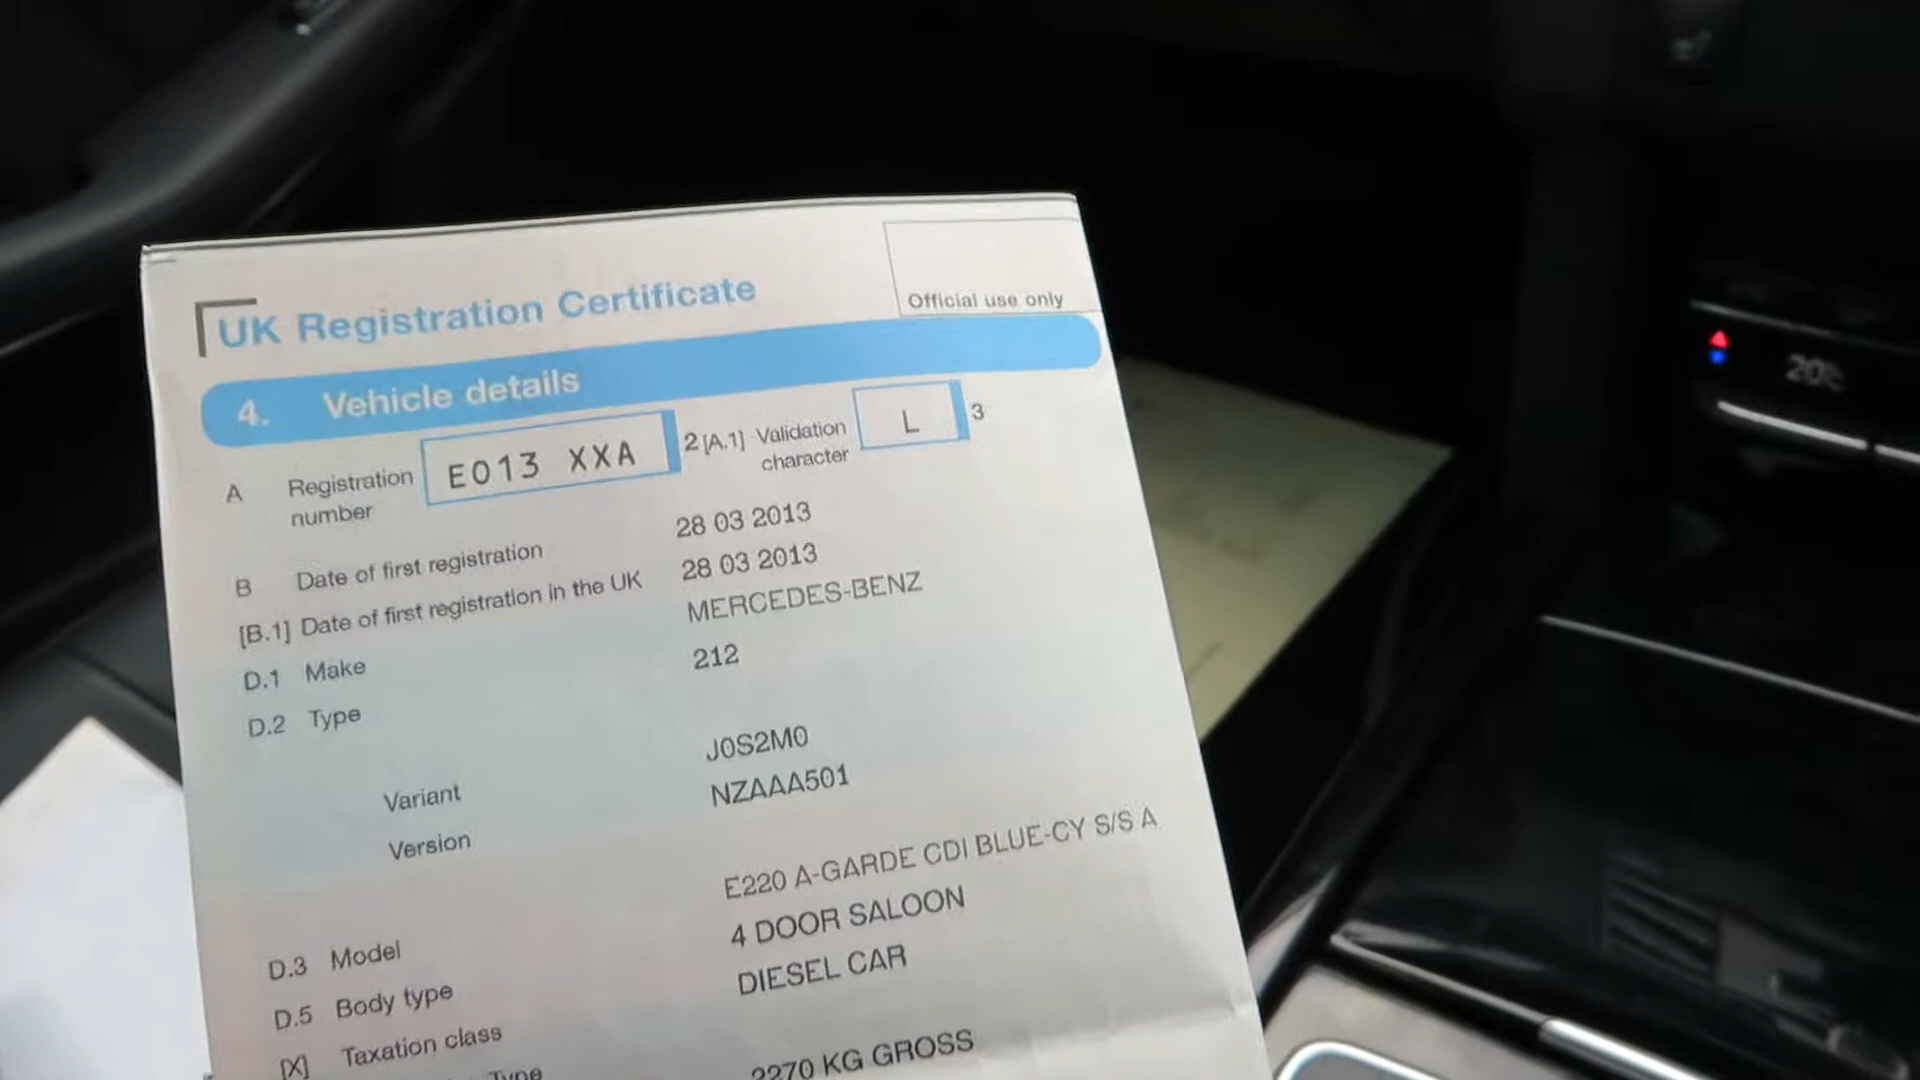 UK Registration Certificate
Official use only
4. Vehicle details
A Registration number EO13 XXA 2 [A.1] Validation character L 3
B Date of first registration 28 03 2013
[B.1] Date of first registration in the UK 28 03 2013
D.1 Make MERCEDES-BENZ
D.2 Type 212
Variant J0S2M0
Version NZAAA501
D.3 Model E220 A-GARDE CDI BLUE-CY S/S A
D.5 Body type 4 DOOR SALOON
[X] Taxation class DIESEL CAR
Type 2270 KG GROSS
20